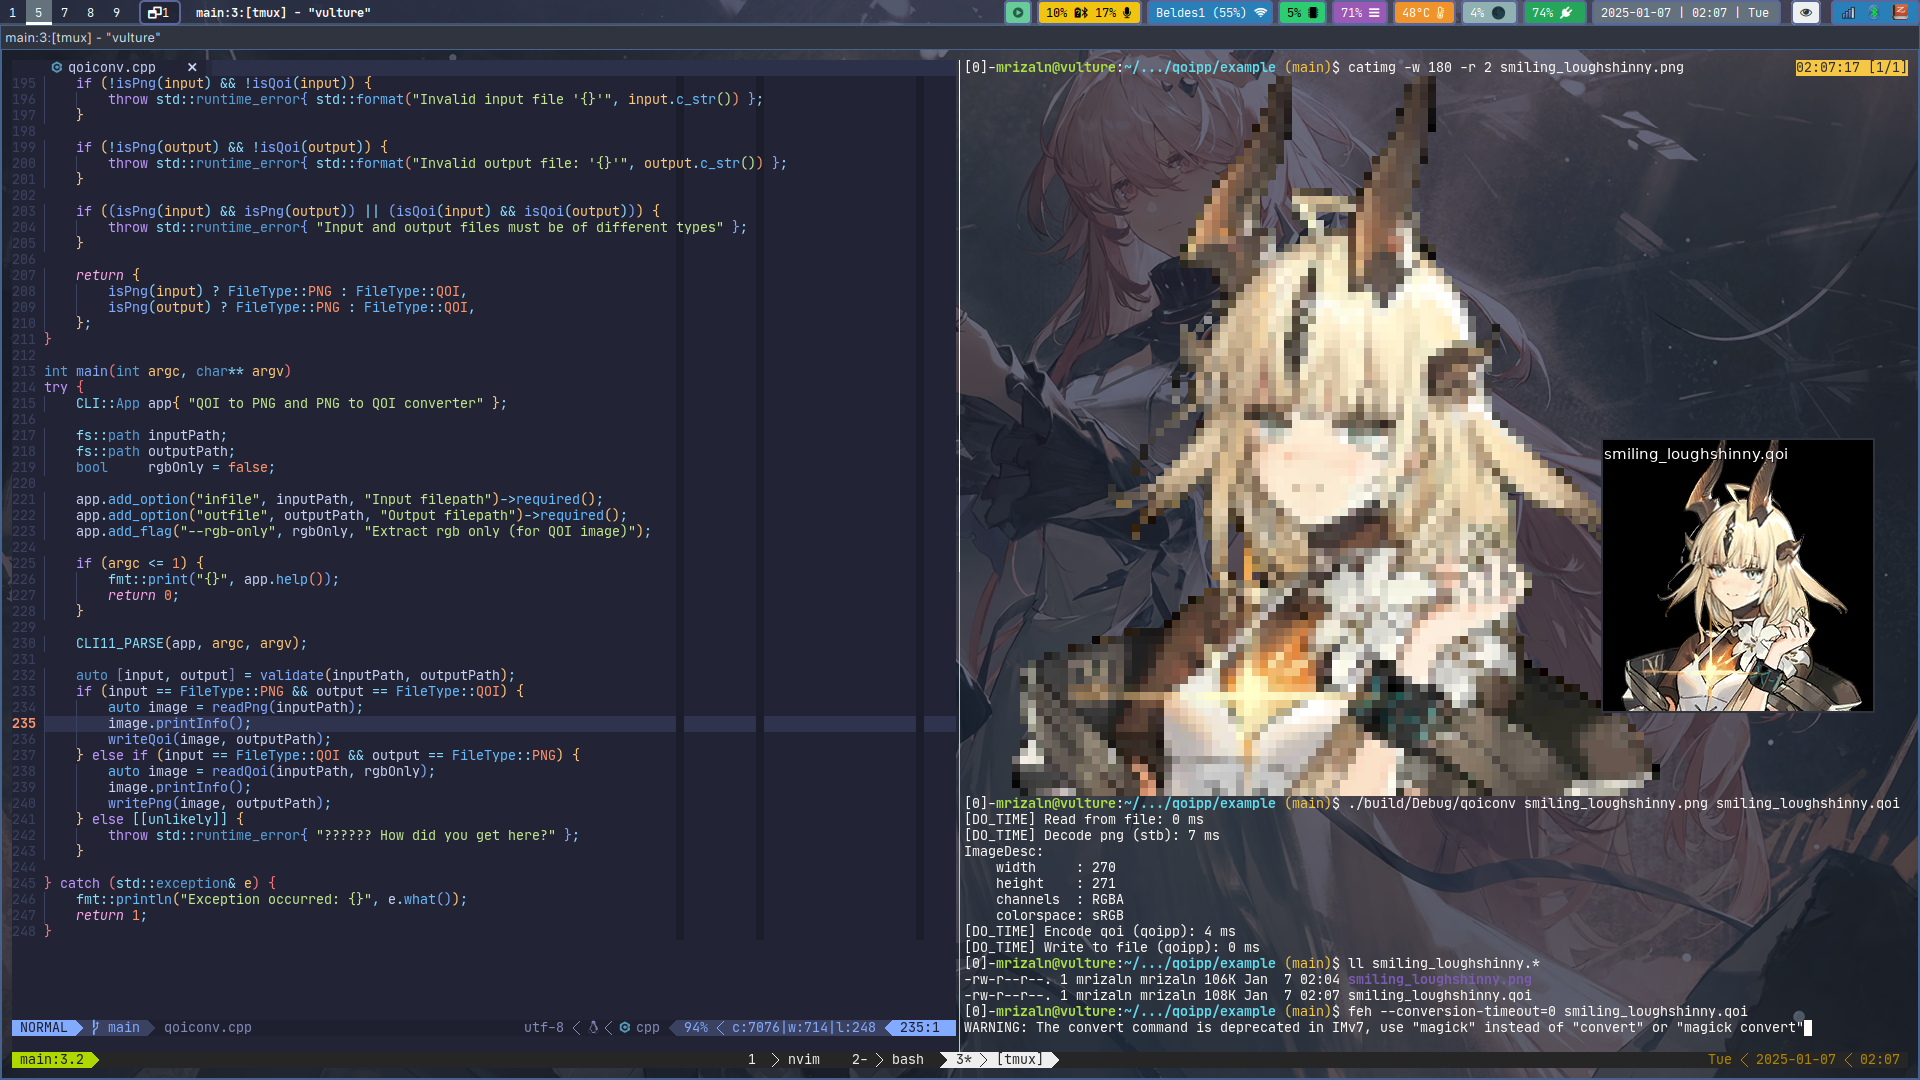 1 5 7 8 9 1 main:3:[tmux] - "vulture" 10% 17% Beldes1 (55%) 5% 71% 48°C 4% 74% 2025-01-07 | 02:07 | Tue
main:3:[tmux] - "vulture"
qoiconv.cpp ×
195 if (!isPng(input) && !isQoi(input)) {
196 throw std::runtime_error{ std::format("Invalid input file '{}'", input.c_str()) };
197 }
198
199 if (!isPng(output) && !isQoi(output)) {
200 throw std::runtime_error{ std::format("Invalid output file: '{}'", output.c_str()) };
201 }
202
203 if ((isPng(input) && isPng(output)) || (isQoi(input) && isQoi(output))) {
204 throw std::runtime_error{ "Input and output files must be of different types" };
205 }
206
207 return {
208 isPng(input) ? FileType::PNG : FileType::QOI,
209 isPng(output) ? FileType::PNG : FileType::QOI,
210 };
211 }
212
213 int main(int argc, char** argv)
214 try {
215 CLI::App app{ "QOI to PNG and PNG to QOI converter" };
216
217 fs::path inputPath;
218 fs::path outputPath;
219 bool rgbOnly = false;
220
221 app.add_option("infile", inputPath, "Input filepath")->required();
222 app.add_option("outfile", outputPath, "Output filepath")->required();
223 app.add_flag("--rgb-only", rgbOnly, "Extract rgb only (for QOI image)");
224
225 if (argc <= 1) {
226 fmt::print("{}", app.help());
227 return 0;
228 }
229
230 CLI11_PARSE(app, argc, argv);
231
232 auto [input, output] = validate(inputPath, outputPath);
233 if (input == FileType::PNG && output == FileType::QOI) {
234 auto image = readPng(inputPath);
235 image.printInfo();
236 writeQoi(image, outputPath);
237 } else if (input == FileType::QOI && output == FileType::PNG) {
238 auto image = readQoi(inputPath, rgbOnly);
239 image.printInfo();
240 writePng(image, outputPath);
241 } else [[unlikely]] {
242 throw std::runtime_error{ "?????? How did you get here?" };
243 }
244
245 } catch (std::exception& e) {
246 fmt::println("Exception occurred: {}", e.what());
247 return 1;
248 }
NORMAL main qoiconv.cpp utf-8 cpp 94% c:7076|w:714|l:248 235:1
[0]-mrizaln@vulture:~/.../qoipp/example (main)$ catimg -w 180 -r 2 smiling_loughshinny.png 02:07:17 [1/1]
smiling_loughshinny.qoi
[0]-mrizaln@vulture:~/.../qoipp/example (main)$ ./build/Debug/qoiconv smiling_loughshinny.png smiling_loughshinny.qoi
[DO_TIME] Read from file: 0 ms
[DO_TIME] Decode png (stb): 7 ms
ImageDesc:
width : 270
height : 271
channels : RGBA
colorspace: sRGB
[DO_TIME] Encode qoi (qoipp): 4 ms
[DO_TIME] Write to file (qoipp): 0 ms
[0]-mrizaln@vulture:~/.../qoipp/example (main)$ ll smiling_loughshinny.*
-rw-r--r--. 1 mrizaln mrizaln 106K Jan 7 02:04 smiling_loughshinny.png
-rw-r--r--. 1 mrizaln mrizaln 108K Jan 7 02:07 smiling_loughshinny.qoi
[0]-mrizaln@vulture:~/.../qoipp/example (main)$ feh --conversion-timeout=0 smiling_loughshinny.qoi
WARNING: The convert command is deprecated in IMv7, use "magick" instead of "convert" or "magick convert"
main:3.2 1 nvim 2- bash 3* [tmux] Tue 2025-01-07 02:07